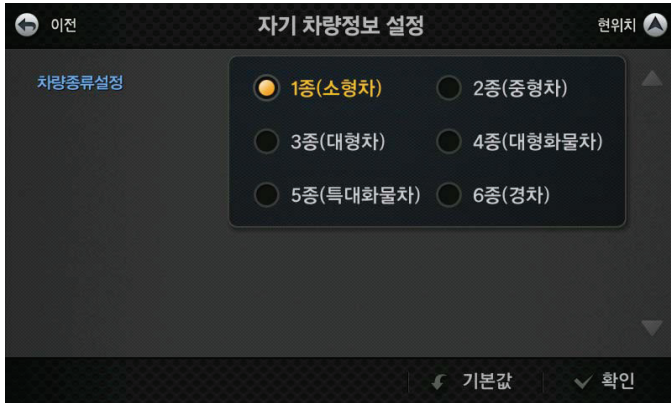 이전 자기 차량정보 설정 현위치
차량종류설정
1종(소형차) 2종(중형차)
3종(대형차) 4종(대형화물차)
5종(특대화물차) 6종(경차)
기본값 확인